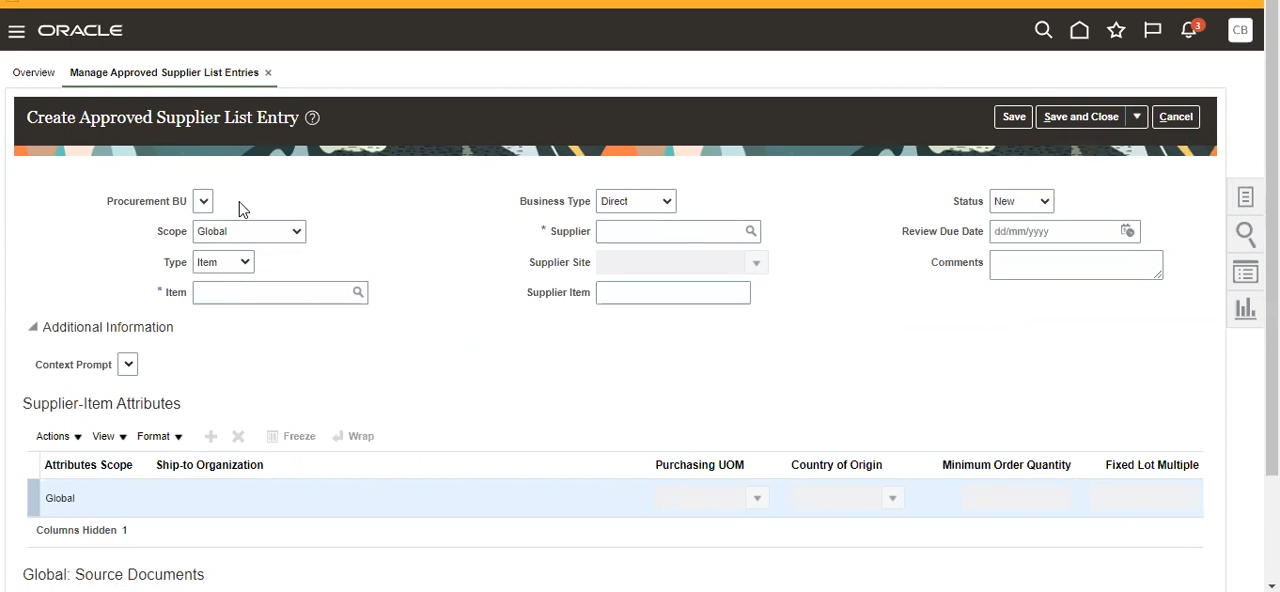 ORACLE
3
CB
Overview
Manage Approved Supplier List Entries ×
Create Approved Supplier List Entry ?
Save
Save and Close
Cancel
Procurement BU
Business Type Direct
Status New
Scope Global
* Supplier
Review Due Date dd/mm/yyyy
Type Item
Supplier Site
Comments
* Item
Supplier Item
Additional Information
Context Prompt
Supplier-Item Attributes
Actions View Format Freeze Wrap
Attributes Scope Ship-to Organization Purchasing UOM Country of Origin Minimum Order Quantity Fixed Lot Multiple
Global
Columns Hidden 1
Global: Source Documents